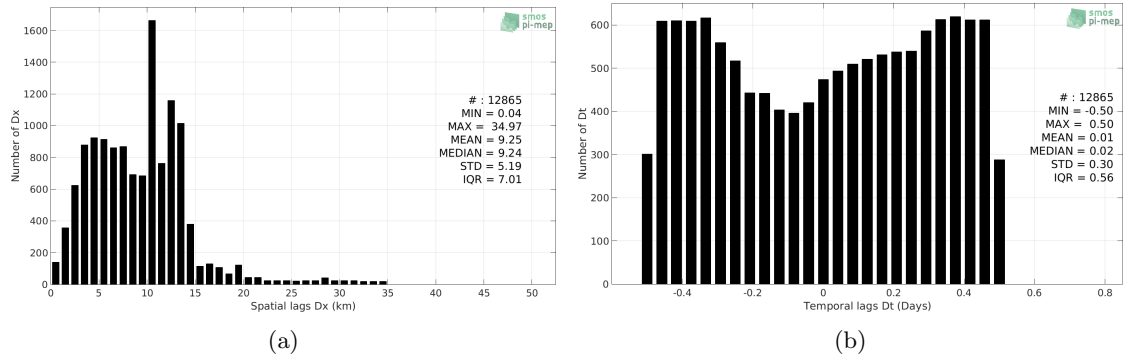 1600
1400
1200
1000
800
600
400
200
0
Number of Dx
smos
pi-mep
# : 12865
MIN = 0.04
MAX = 34.97
MEAN = 9.25
MEDIAN = 9.24
STD = 5.19
IQR = 7.01
0 5 10 15 20 25 30 35 40 45 50
Spatial lags Dx (km)
(a)
600
500
400
300
200
100
0
Number of Dt
smos
pi-mep
# : 12865
MIN = -0.50
MAX = 0.50
MEAN = 0.01
MEDIAN = 0.02
STD = 0.30
IQR = 0.56
-0.4 -0.2 0 0.2 0.4 0.6 0.8
Temporal lags Dt (Days)
(b)